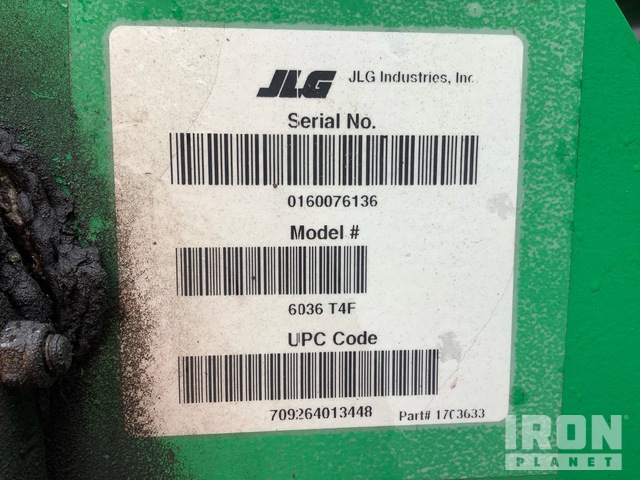 JLG JLG Industries, Inc.
Serial No.
0160076136
Model #
6036 T4F
UPC Code
709264013448 Part# 1703633
IRON
PLANET